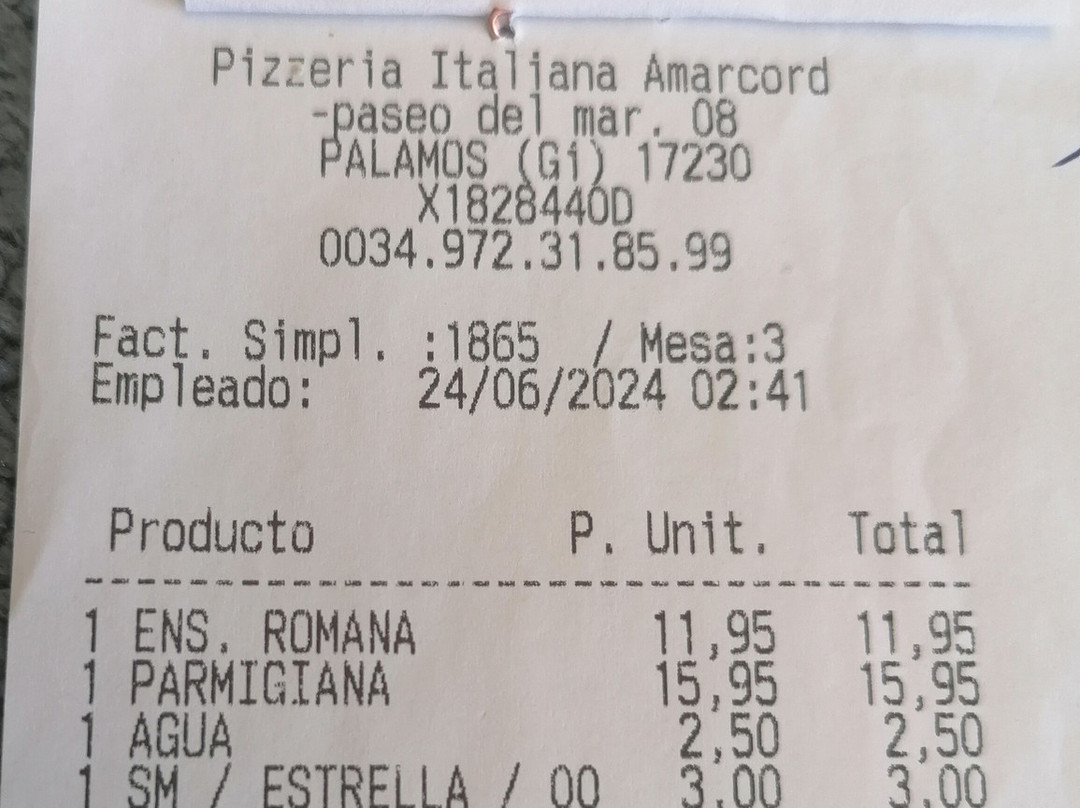 Pizzeria Italiana Amarcord
-paseo del mar. 08
PALAMOS (Gi) 17230
X1828440D
0034.972.31.85.99
Fact. Simpl. :1865 / Mesa:3
Empleado: 24/06/2024 02:41
Producto P. Unit. Total
1 ENS. ROMANA 11,95 11,95
1 PARMIGIANA 15,95 15,95
1 AGUA 2,50 2,50
1 SM / ESTRELLA / 00 3,00 3,00